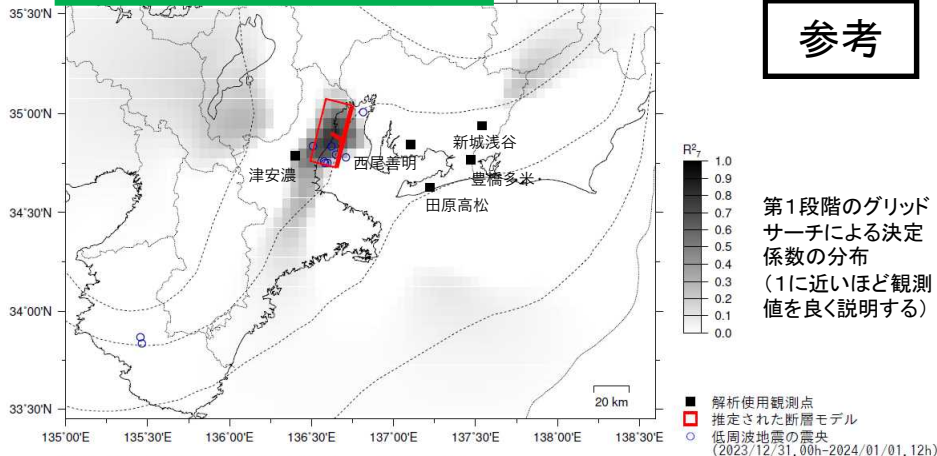 35˚30'N
参考
35˚00'N
新城浅谷
西尾善明
津安濃
豊橋多米
田原高松
34˚30'N
34˚00'N
33˚30'N
R²₇
1.0
0.9
0.8
0.7
0.6
0.5
0.4
0.3
0.2
0.1
0.0
第1段階のグリッド
サーチによる決定
係数の分布
(1に近いほど観測
値を良く説明する)
20 km
135˚00'E 135˚30'E 136˚00'E 136˚30'E 137˚00'E 137˚30'E 138˚00'E 138˚30'E
解析使用観測点
推定された断層モデル
低周波地震の震央
(2023/12/31,00h-2024/01/01,12h)